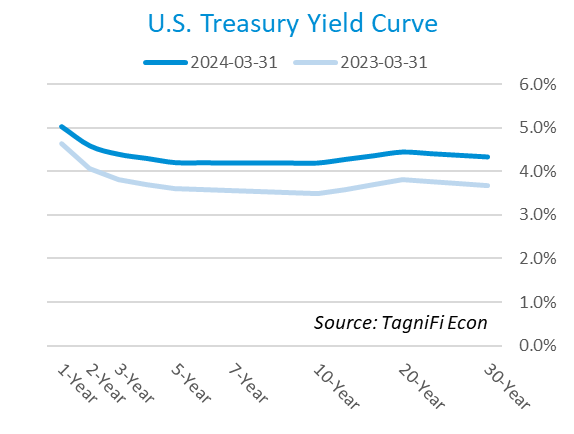 U.S. Treasury Yield Curve
2024-03-31 2023-03-31
6.0%
5.0%
4.0%
3.0%
2.0%
1.0%
Source: TagniFi Econ
0.0%
1-Year 2-Year 3-Year 5-Year 7-Year 10-Year 20-Year 30-Year